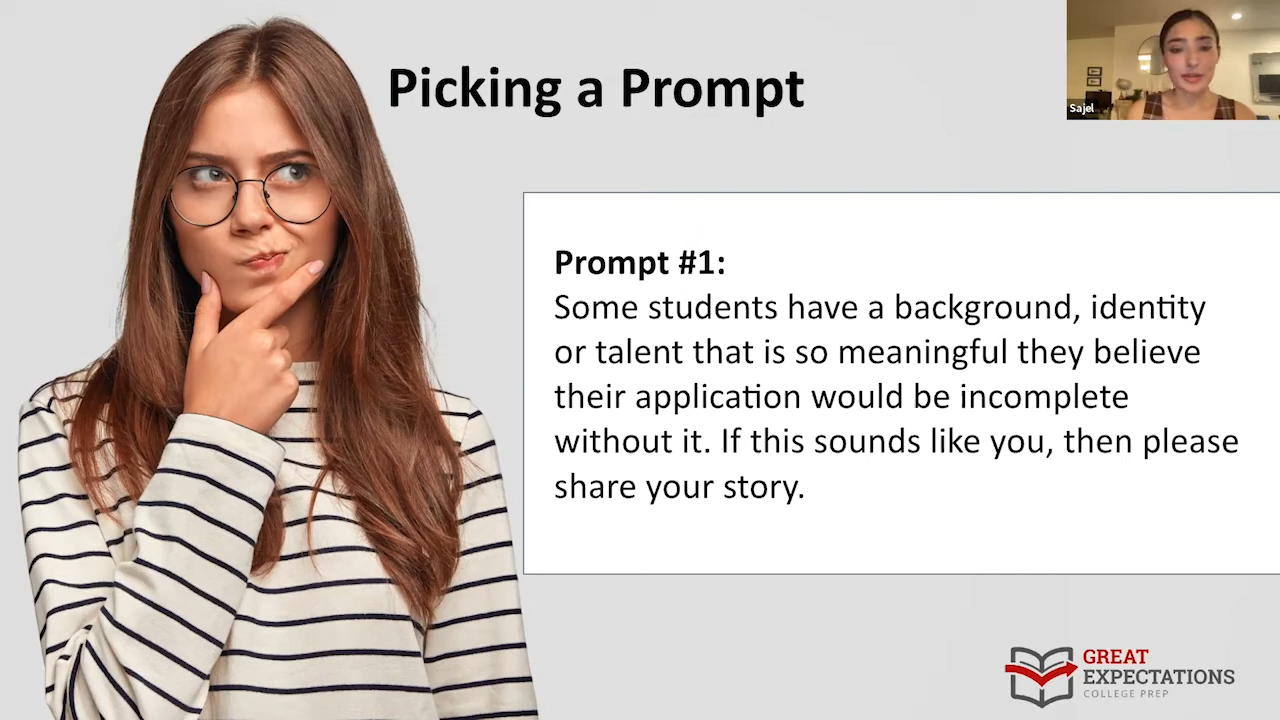 Picking a Prompt
Sajel
Prompt #1:
Some students have a background, identity
or talent that is so meaningful they believe
their application would be incomplete
without it. If this sounds like you, then please
share your story.
GREAT
EXPECTATIONS
COLLEGE PREP